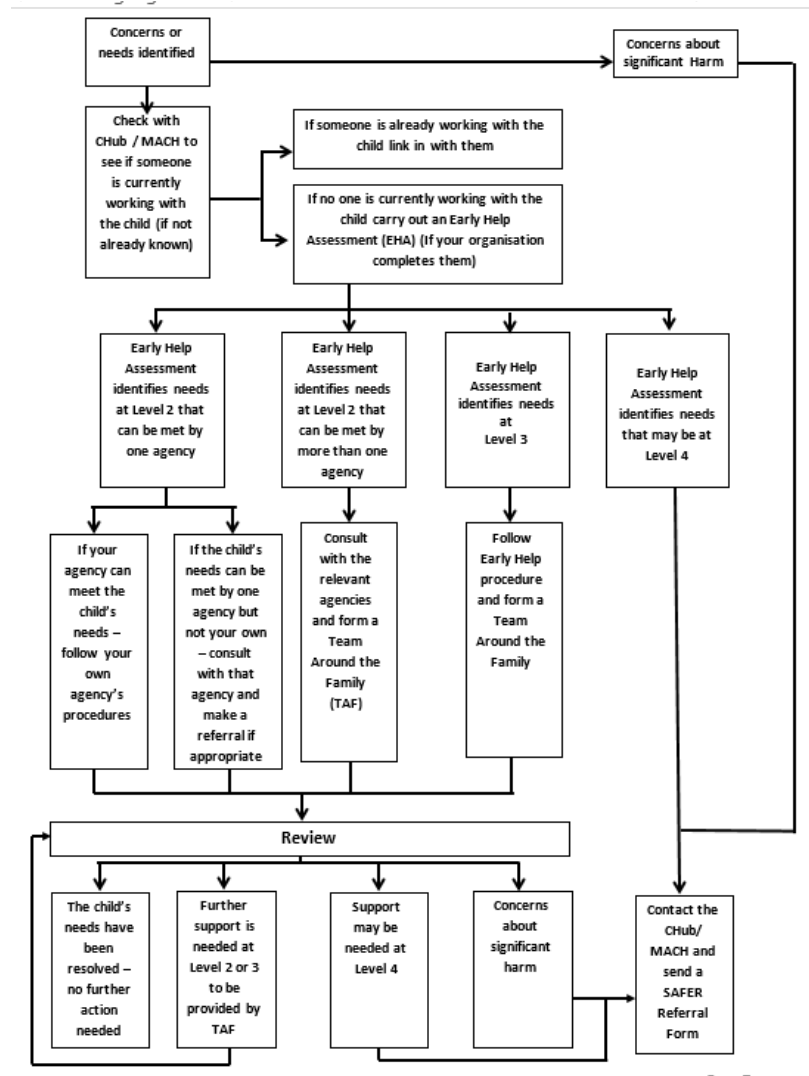 Concerns or
needs identified
Concerns about
significant Harm
Check with
CHub / MACH to
see if someone
is currently
working with
the child (if not
already known)
If someone is already working with the
child link in with them
If no one is currently working with the
child carry out an Early Help
Assessment (EHA) (If your organisation
completes them)
Early Help
Assessment
identifies needs
at Level 2 that
can be met by
one agency
Early Help
Assessment
identifies needs
at Level 2 that
can be met by
more than one
agency
Early Help
Assessment
identifies needs
at
Level 3
Early Help
Assessment
identifies needs
that may be at
Level 4
If your
agency can
meet the
child's
needs –
follow your
own
agency's
procedures
If the child's
needs can be
met by one
agency but
not your own
– consult
with that
agency and
make a
referral if
appropriate
Consult
with the
relevant
agencies
and form a
Team
Around the
Family
(TAF)
Follow
Early Help
procedure
and form a
Team
Around the
Family
Review
The child's
needs have
been
resolved –
no further
action
needed
Further
support is
needed at
Level 2 or 3
to be
provided by
TAF
Support
may be
needed at
Level 4
Concerns
about
significant
harm
Contact the
CHub/
MACH and
send a
SAFER
Referral
Form